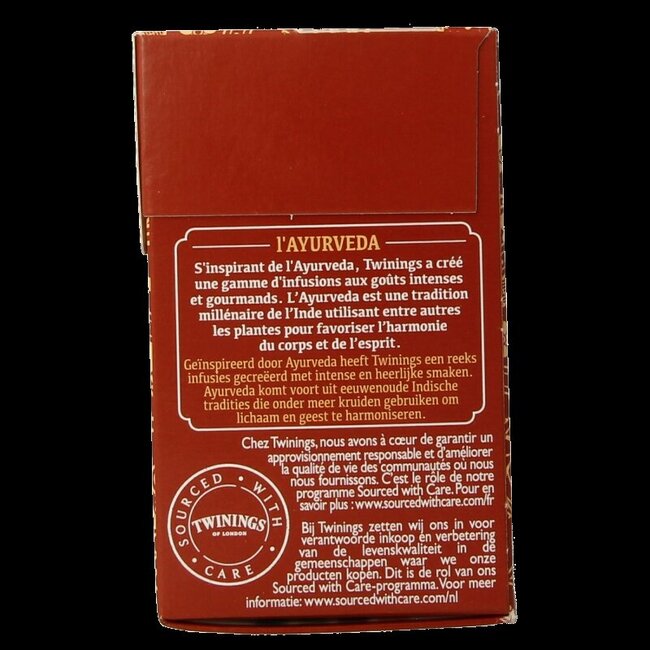 l'AYURVEDA
S'inspirant de l'Ayurveda, Twinings a créé
une gamme d'infusions aux goûts intenses
et gourmands. L'Ayurveda est une tradition
millénaire de l'Inde utilisant entre autres
les plantes pour favoriser l'harmonie
du corps et de l'esprit.
Geïnspireerd door Ayurveda heeft Twinings een reeks
infusies gecreëerd met intense en heerlijke smaken.
Ayurveda komt voort uit eeuwenoude Indische
tradities die onder meer kruiden gebruiken om
lichaam en geest te harmoniseren.
Chez Twinings, nous avons à cœur de garantir un
approvisionnement responsable et d'améliorer
la qualité de vie des communautés où nous
nous fournissons. C'est le rôle de notre
programme Sourced with Care. Pour en
savoir plus : www.sourcedwithcare.com/fr
SOURCED • WITH • CARE •
TWININGS
OF LONDON
Bij Twinings zetten wij ons in voor
verantwoorde inkoop en verbetering
van de levenskwaliteit in de
gemeenschappen waar we onze
producten kopen. Dit is de rol van ons
Sourced with Care-programma. Voor meer
informatie: www.sourcedwithcare.com/nl